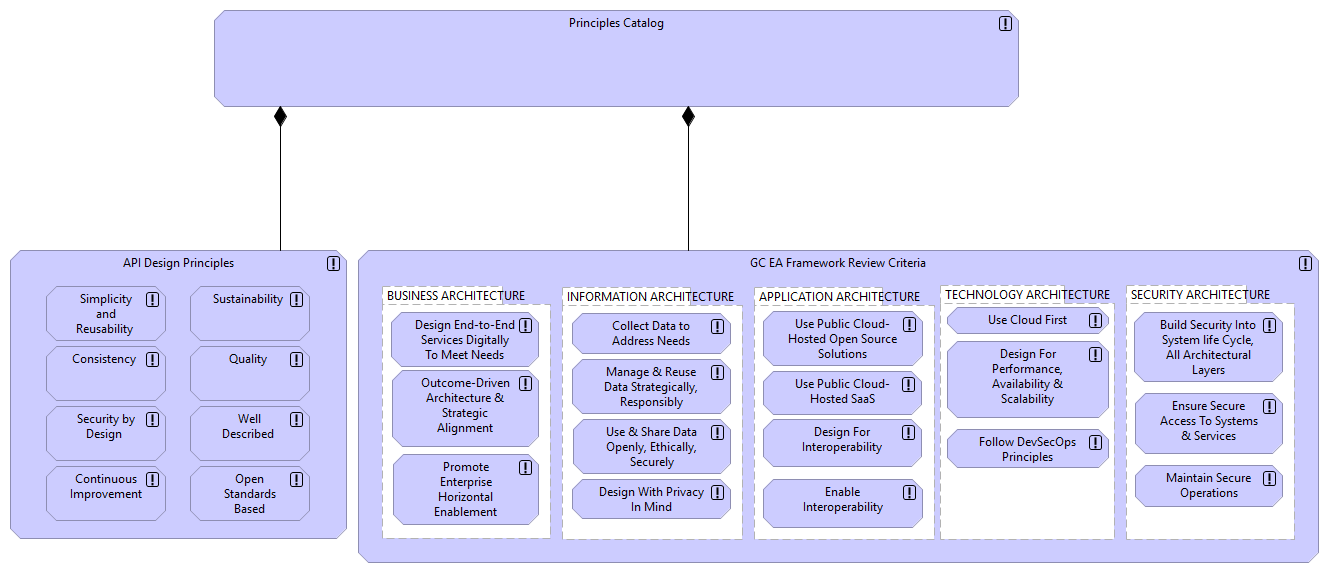 Principles Catalog
API Design Principles
Simplicity
and
Reusability
Sustainability
Consistency
Quality
Security by
Design
Well
Described
Continuous
Improvement
Open
Standards
Based
GC EA Framework Review Criteria
BUSINESS ARCHITECTURE
Design End-to-End
Services Digitally
To Meet Needs
Outcome-Driven
Architecture &
Strategic
Alignment
Promote
Enterprise
Horizontal
Enablement
INFORMATION ARCHITECTURE
Collect Data to
Address Needs
Manage & Reuse
Data Strategically,
Responsibly
Use & Share Data
Openly, Ethically,
Securely
Design With Privacy
In Mind
APPLICATION ARCHITECTURE
Use Public Cloud-
Hosted Open Source
Solutions
Use Public Cloud-
Hosted SaaS
Design For
Interoperability
Enable
Interoperability
TECHNOLOGY ARCHITECTURE
Use Cloud First
Design For
Performance,
Availability &
Scalability
Follow DevSecOps
Principles
SECURITY ARCHITECTURE
Build Security Into
System life Cycle,
All Architectural
Layers
Ensure Secure
Access To Systems
& Services
Maintain Secure
Operations